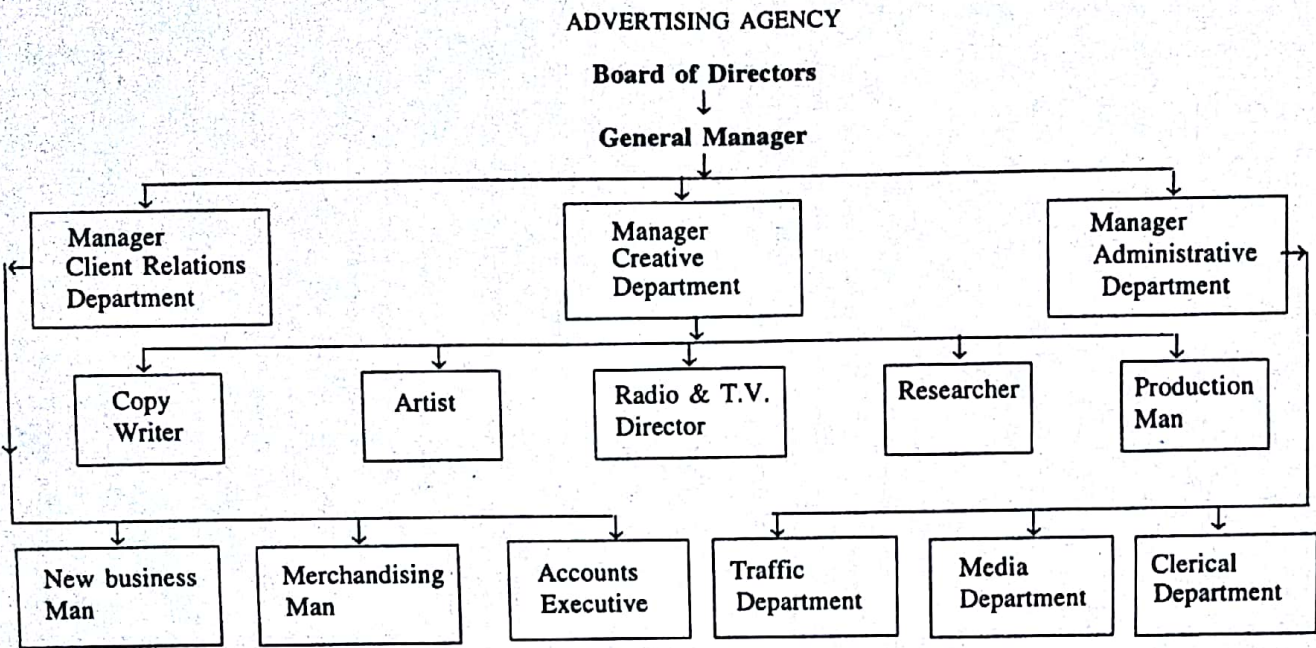 ADVERTISING AGENCY
Board of Directors
General Manager
Manager
Client Relations
Department
Manager
Creative
Department
Manager
Administrative
Department
Copy
Writer
Artist
Radio & T.V.
Director
Researcher
Production
Man
New business
Man
Merchandising
Man
Accounts
Executive
Traffic
Department
Media
Department
Clerical
Department